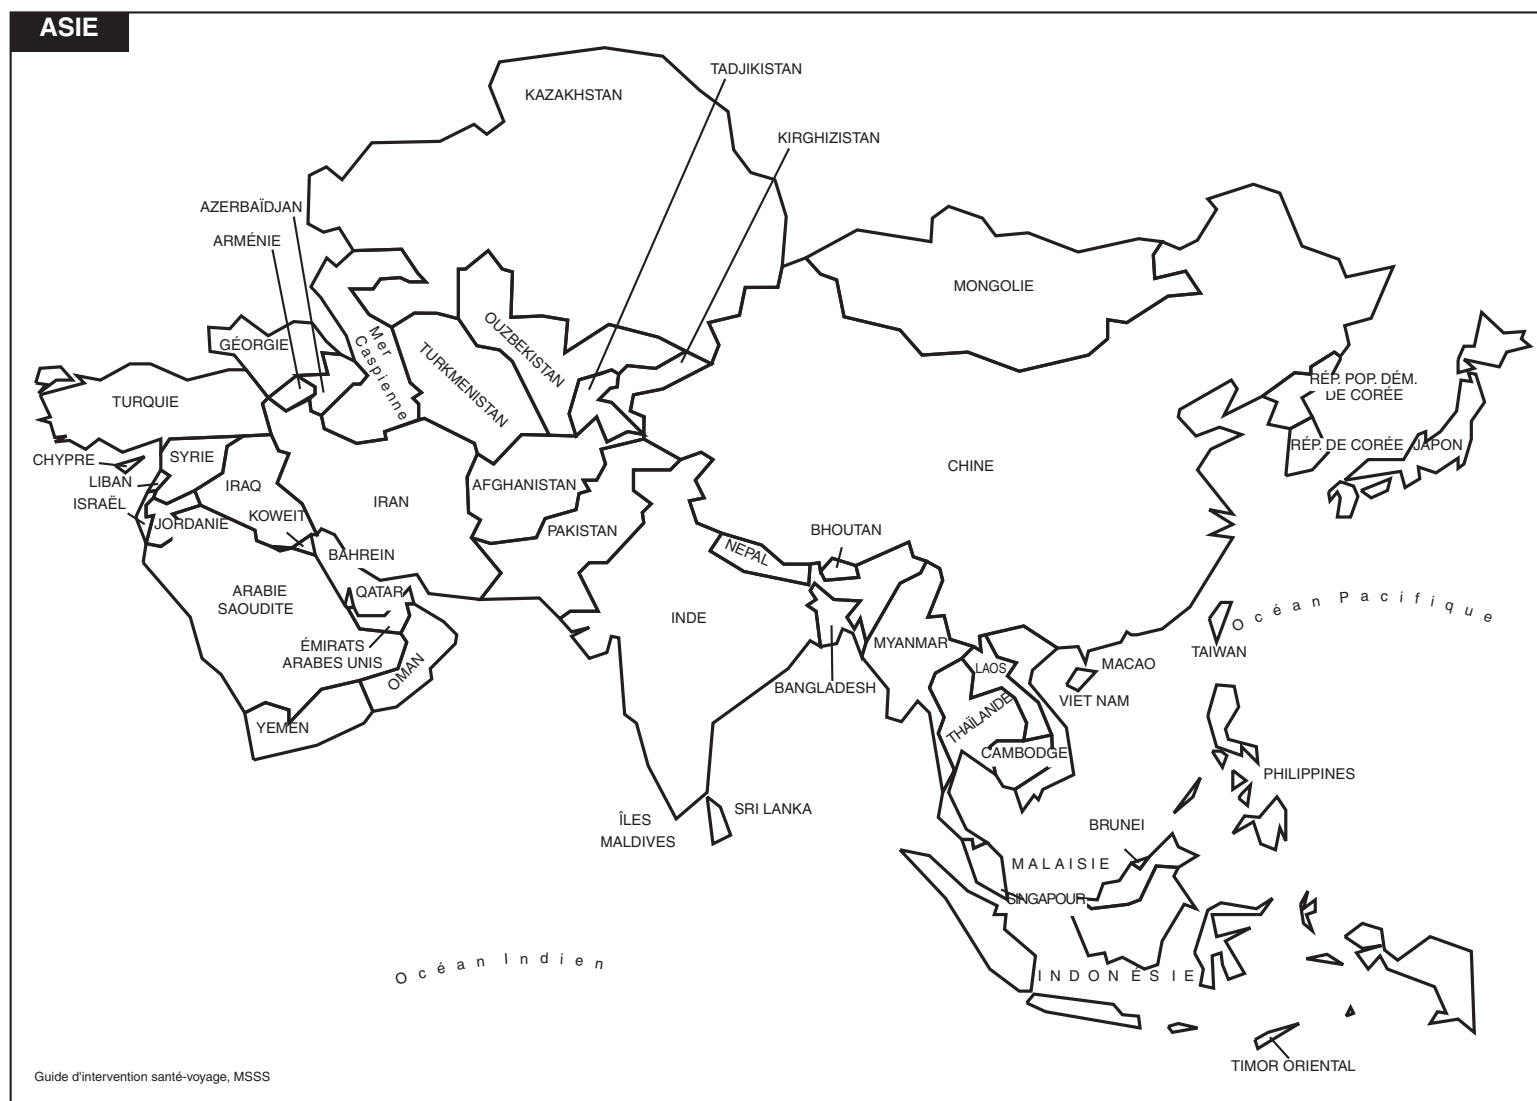 ASIE
TADJIKISTAN
KAZAKHSTAN
KIRGHIZISTAN
AZERBAÏDJAN
ARMÉNIE
MONGOLIE
GÉORGIE
Mer
Caspienne
OUZBEKISTAN
TURKMENISTAN
TURQUIE
RÉP. POP. DÉM.
DE CORÉE
RÉP. DE CORÉE
JAPON
CHYPRE
SYRIE
CHINE
LIBAN
IRAQ
AFGHANISTAN
ISRAËL
IRAN
JORDANIE
KOWEIT
PAKISTAN
BHOUTAN
BAHREIN
NEPAL
ARABIE
SAOUDITE
QATAR
Océan Pacifique
INDE
ÉMIRATS
ARABES UNIS
MYANMAR
TAIWAN
OMAN
LAOS
MACAO
BANGLADESH
VIET NAM
YEMEN
THAÏLANDE
CAMBODGE
PHILIPPINES
SRI LANKA
ÎLES
MALDIVES
BRUNEI
MALAISIE
SINGAPOUR
Océan Indien
INDONÉSIE
TIMOR ORIENTAL
Guide d'intervention santé-voyage, MSSS